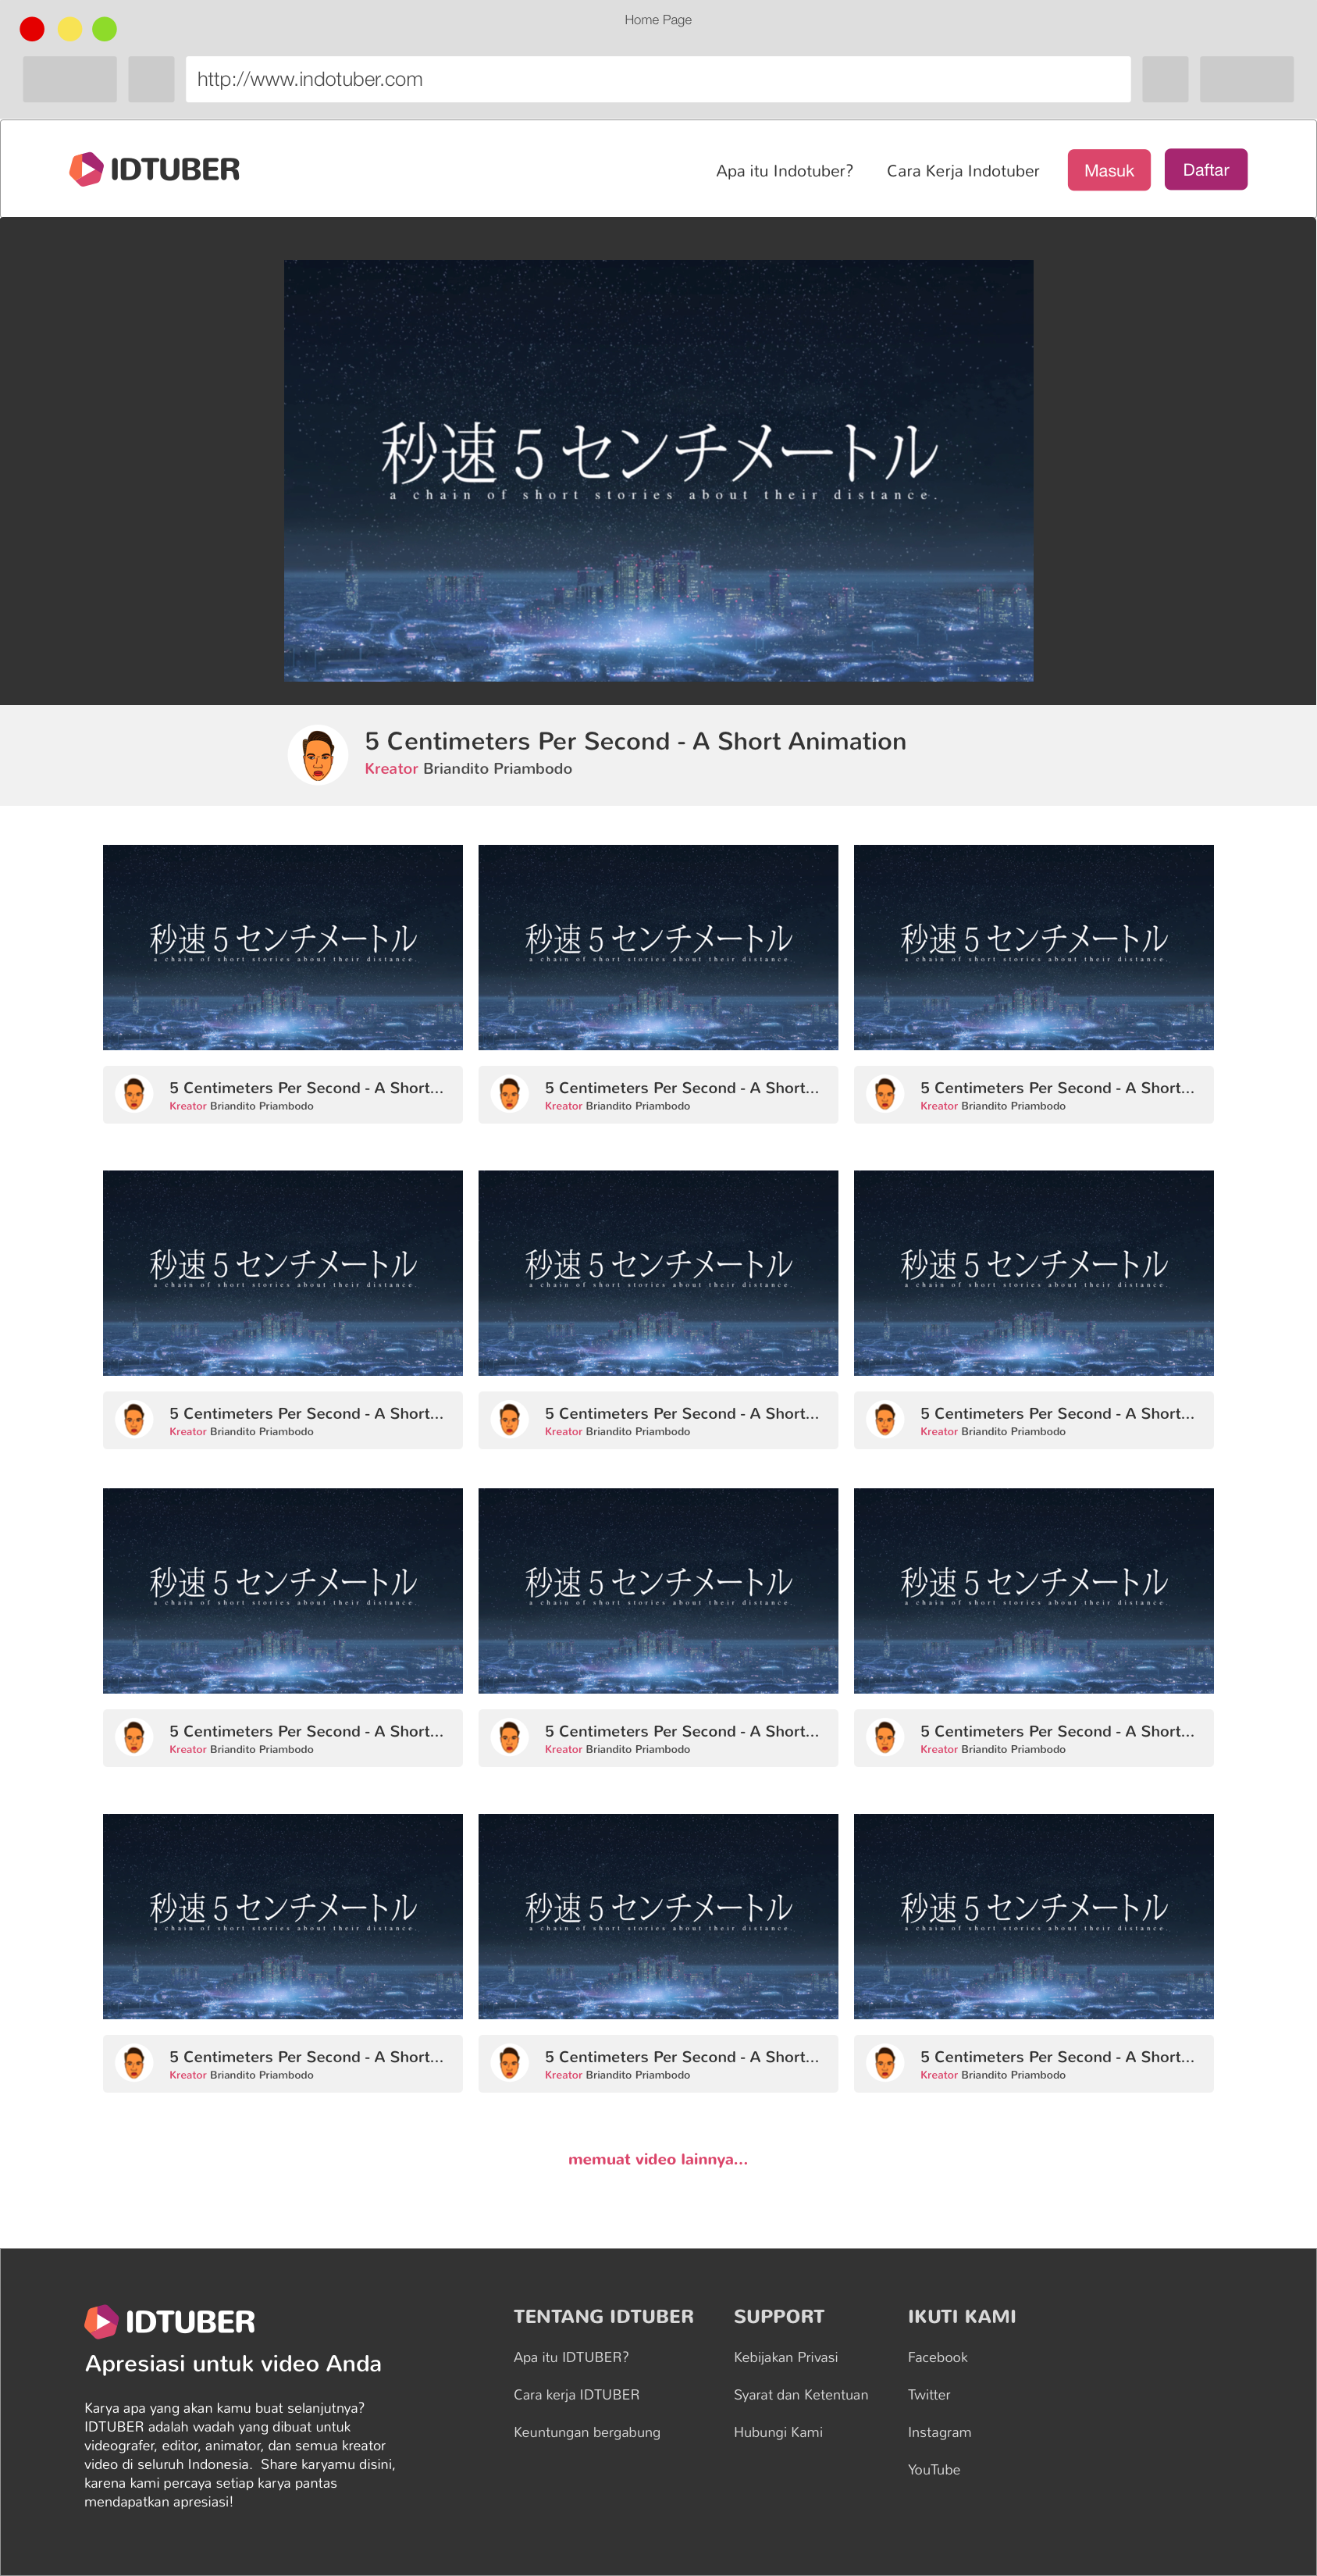 Home Page
http://www.indotuber.com
IDTUBER
Apa itu Indotuber?
Cara Kerja Indotuber
Masuk
Daftar
秒速5センチメートル
a chain of short stories about their distance.
5 Centimeters Per Second - A Short Animation
Kreator Briandito Priambodo
秒速5センチメートル
a chain of short stories about their distance.
秒速5センチメートル
a chain of short stories about their distance.
秒速5センチメートル
a chain of short stories about their distance.
5 Centimeters Per Second - A Short...
Kreator Briandito Priambodo
5 Centimeters Per Second - A Short...
Kreator Briandito Priambodo
5 Centimeters Per Second - A Short...
Kreator Briandito Priambodo
秒速5センチメートル
a chain of short stories about their distance.
秒速5センチメートル
a chain of short stories about their distance.
秒速5センチメートル
a chain of short stories about their distance.
5 Centimeters Per Second - A Short...
Kreator Briandito Priambodo
5 Centimeters Per Second - A Short...
Kreator Briandito Priambodo
5 Centimeters Per Second - A Short...
Kreator Briandito Priambodo
秒速5センチメートル
a chain of short stories about their distance.
秒速5センチメートル
a chain of short stories about their distance.
秒速5センチメートル
a chain of short stories about their distance.
5 Centimeters Per Second - A Short...
Kreator Briandito Priambodo
5 Centimeters Per Second - A Short...
Kreator Briandito Priambodo
5 Centimeters Per Second - A Short...
Kreator Briandito Priambodo
秒速5センチメートル
a chain of short stories about their distance.
秒速5センチメートル
a chain of short stories about their distance.
秒速5センチメートル
a chain of short stories about their distance.
5 Centimeters Per Second - A Short...
Kreator Briandito Priambodo
5 Centimeters Per Second - A Short...
Kreator Briandito Priambodo
5 Centimeters Per Second - A Short...
Kreator Briandito Priambodo
memuat video lainnya...
IDTUBER
Apresiasi untuk video Anda
Karya apa yang akan kamu buat selanjutnya?
IDTUBER adalah wadah yang dibuat untuk
videografer, editor, animator, dan semua kreator
video di seluruh Indonesia.  Share karyamu disini,
karena kami percaya setiap karya pantas
mendapatkan apresiasi!
TENTANG IDTUBER
Apa itu IDTUBER?
Cara kerja IDTUBER
Keuntungan bergabung
SUPPORT
Kebijakan Privasi
Syarat dan Ketentuan
Hubungi Kami
IKUTI KAMI
Facebook
Twitter
Instagram
YouTube